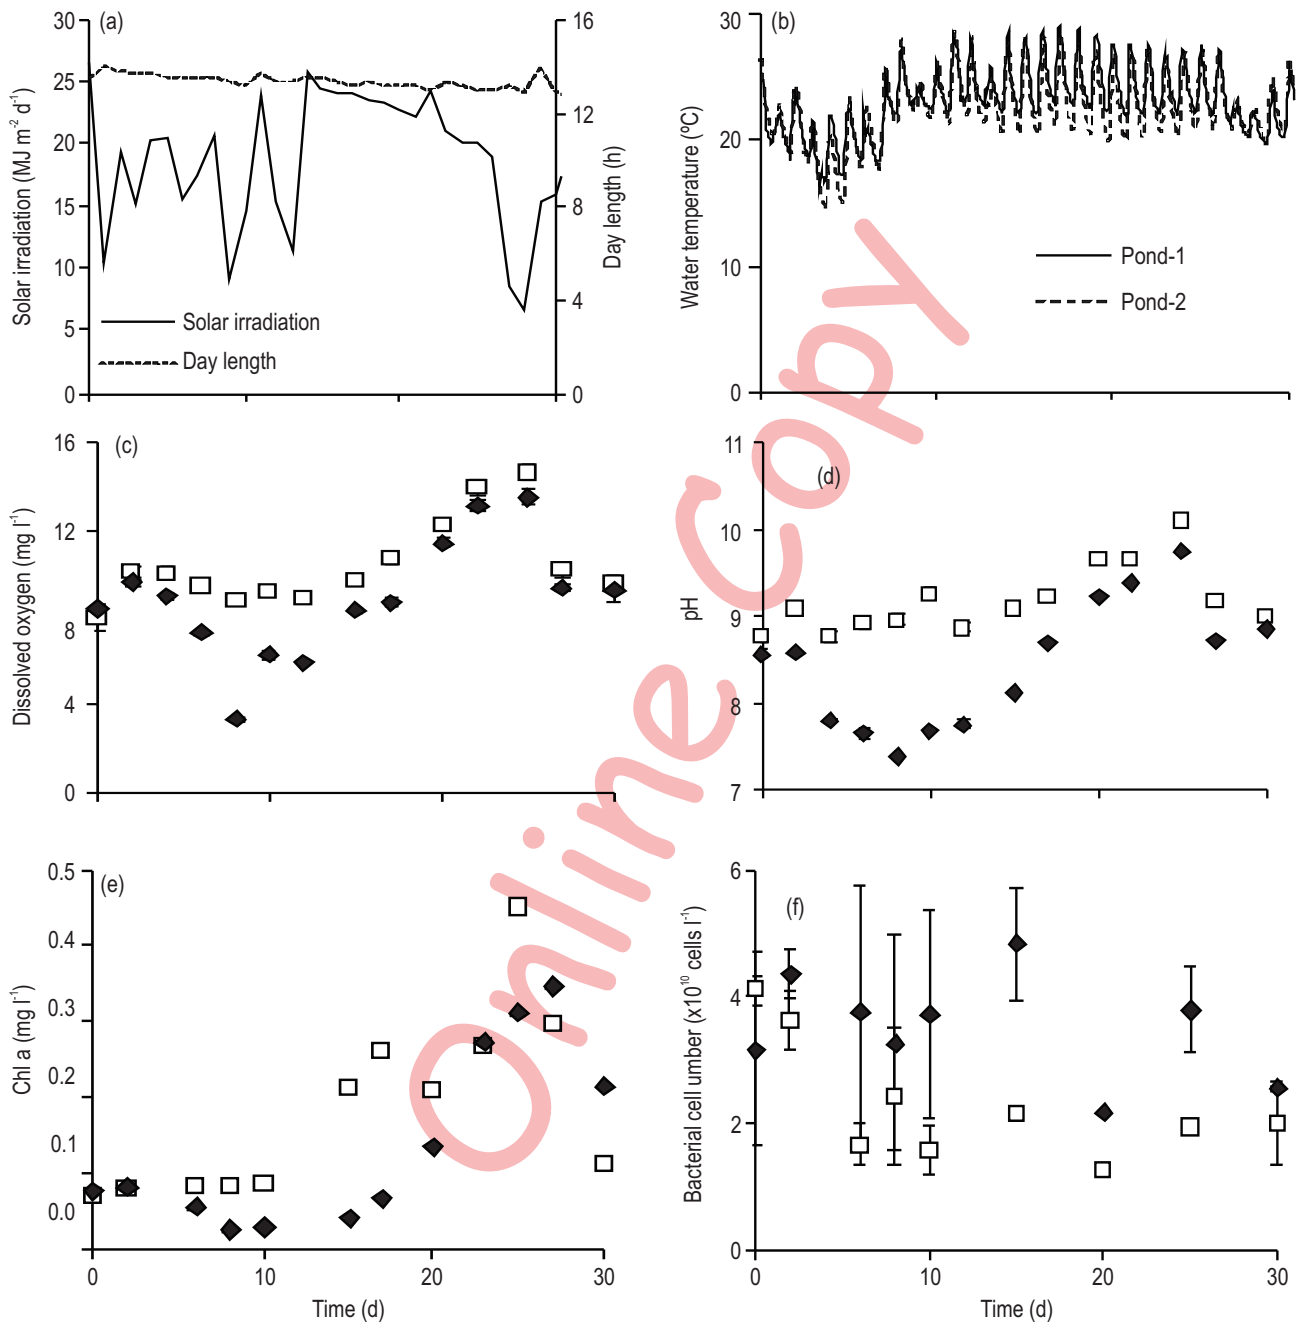 (a)
30
25
20
15
10
5
0
Solar irradiation (MJ m-2 d-1)
16
12
8
4
0
Day length (h)
Solar irradiation
Day length
(b)
30
20
10
0
Water temperature (ºC)
Pond-1
Pond-2
(c)
16
12
8
4
0
Dissolved oxygen (mg l-1)
(d)
11
10
9
8
7
pH
(e)
0.5
0.4
0.3
0.2
0.1
0.0
Chl a (mg l-1)
0 10 20 30
Time (d)
(f)
6
4
2
0
Bacterial cell umber (x10^10 cells l-1)
0 10 20 30
Time (d)
Online Copy